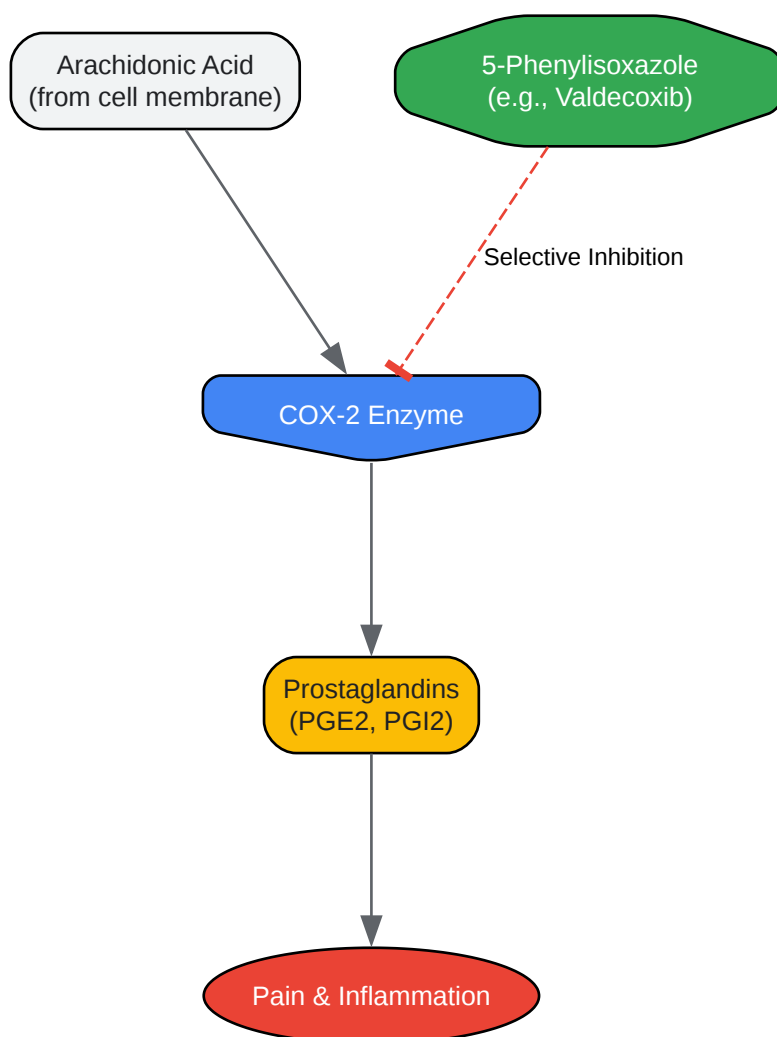 Arachidonic Acid
(from cell membrane)
5-Phenylisoxazole
(e.g., Valdecoxib)
Selective Inhibition
COX-2 Enzyme
Prostaglandins
(PGE2, PGI2)
Pain & Inflammation